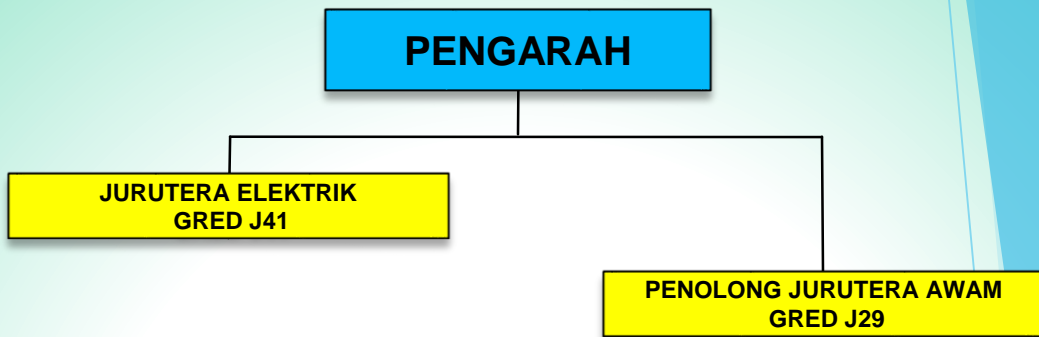 PENGARAH
JURUTERA ELEKTRIK
GRED J41
PENOLONG JURUTERA AWAM
GRED J29